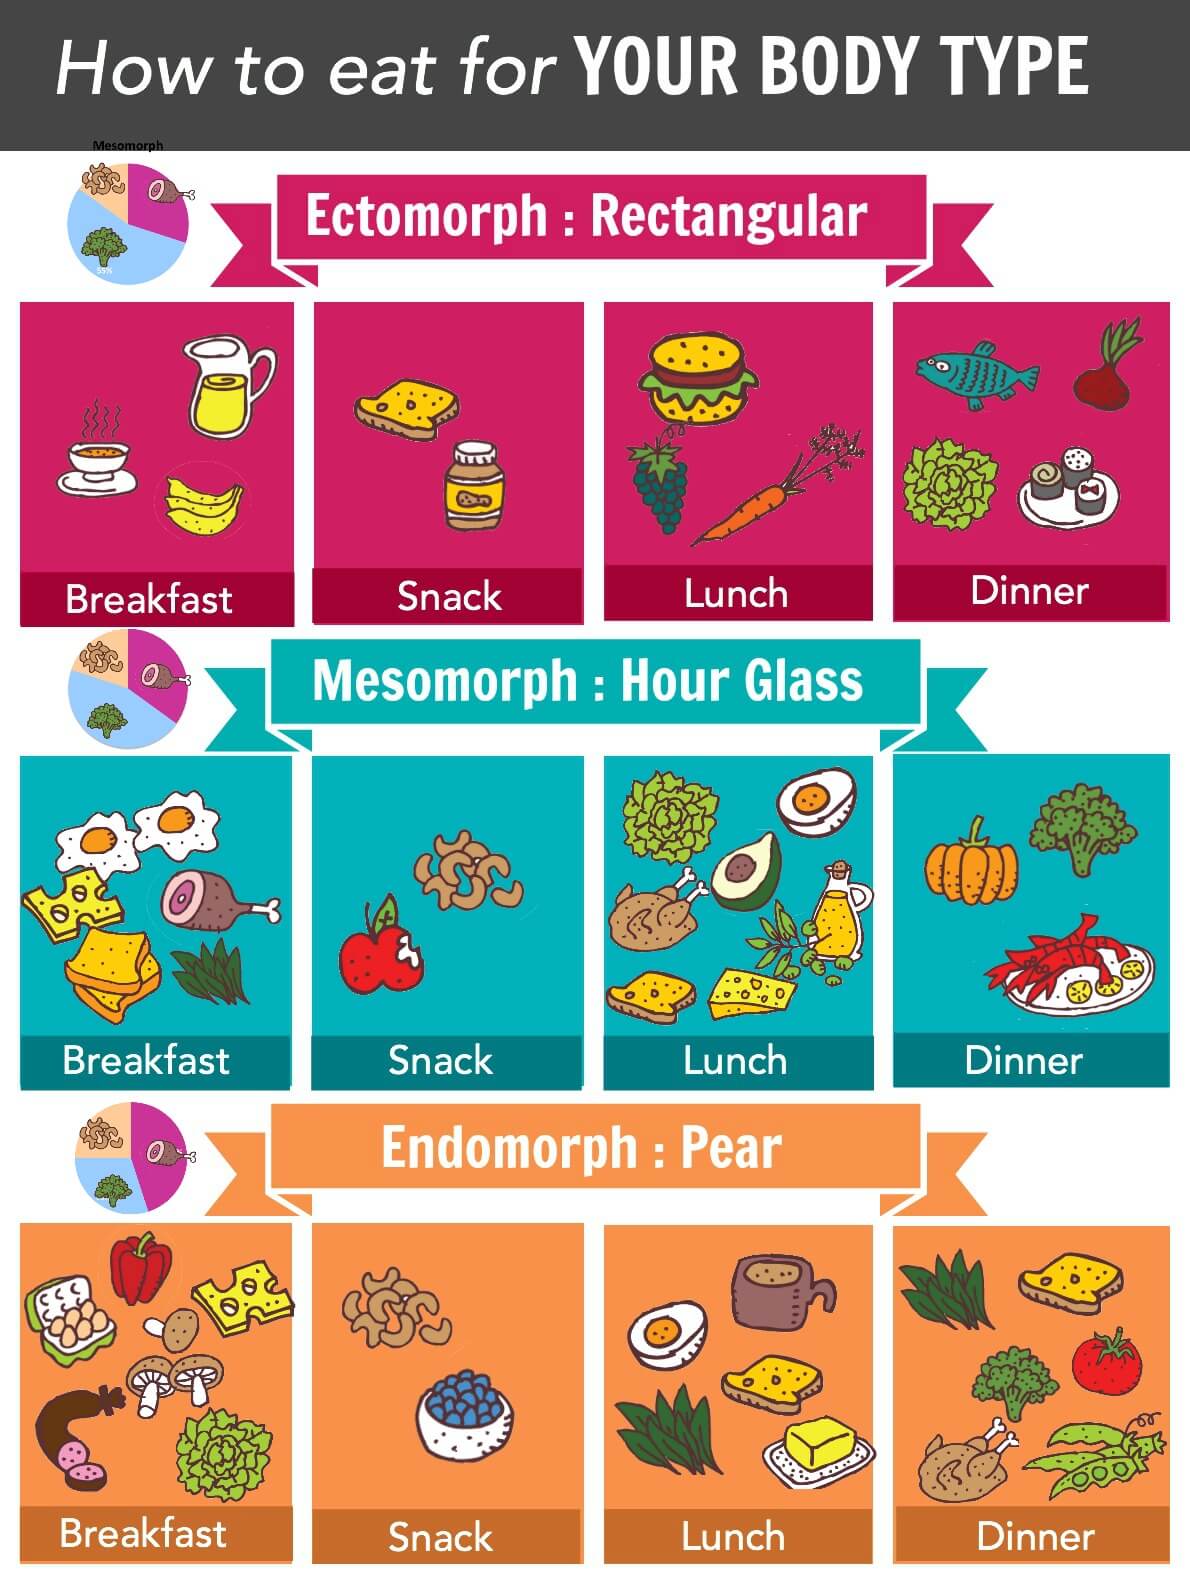 How to eat for YOUR BODY TYPE
Mesomorph
55%
Ectomorph : Rectangular
Breakfast
Snack
Lunch
Dinner
Mesomorph : Hour Glass
Breakfast
Snack
Lunch
Dinner
Endomorph : Pear
Breakfast
Snack
Lunch
Dinner